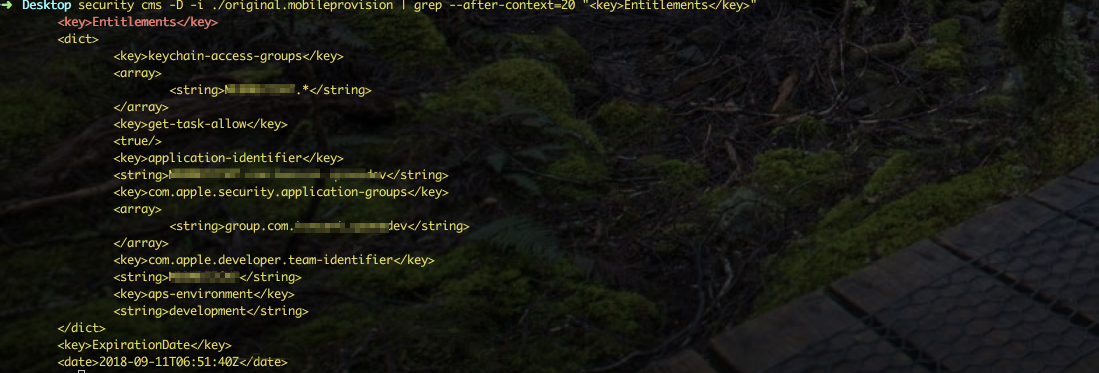 ➜ Desktop security cms -D -i ./original.mobileprovision | grep --after-context=20 "<key>Entitlements</key>"
<key>Entitlements</key>
<dict>
<key>keychain-access-groups</key>
<array>
<string> .*</string>
</array>
<key>get-task-allow</key>
<true/>
<key>application-identifier</key>
<string> dev</string>
<key>com.apple.security.application-groups</key>
<array>
<string>group.com. dev</string>
</array>
<key>com.apple.developer.team-identifier</key>
<string> </string>
<key>aps-environment</key>
<string>development</string>
</dict>
<key>ExpirationDate</key>
<date>2018-09-11T06:51:40Z</date>